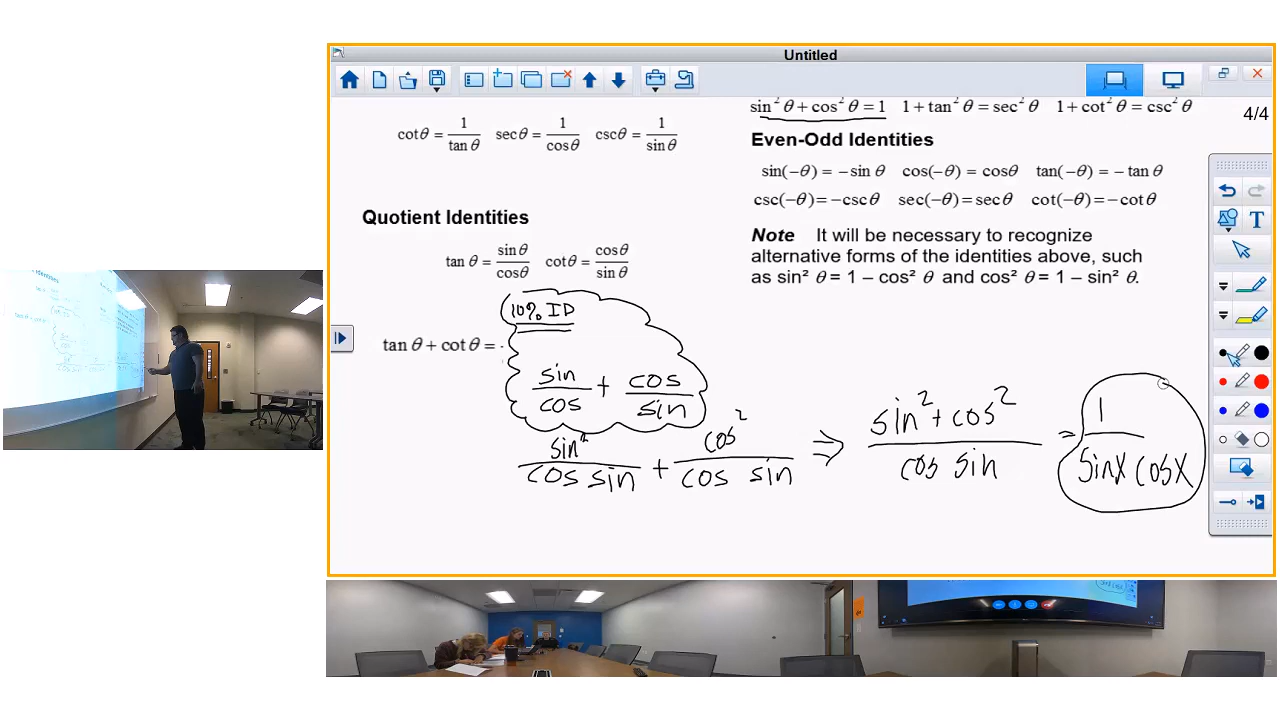 Untitled
4/4
cotθ = 1/tanθ secθ = 1/cosθ cscθ = 1/sinθ
Quotient Identities
tanθ = sinθ/cosθ cotθ = cosθ/sinθ
sin²θ + cos²θ = 1 1 + tan²θ = sec²θ 1 + cot²θ = csc²θ
Even-Odd Identities
sin(−θ) = −sinθ cos(−θ) = cosθ tan(−θ) = −tanθ
csc(−θ) = −cscθ sec(−θ) = secθ cot(−θ) = −cotθ
Note It will be necessary to recognize
alternative forms of the identities above, such
as sin² θ = 1 – cos² θ and cos² θ = 1 – sin² θ.
10% ID
tanθ + cotθ =
sin/cos + cos/sin
sin²/cos sin + cos²/cos sin ⇒ sin² + cos²/cos sin = 1/sinx cosx
T